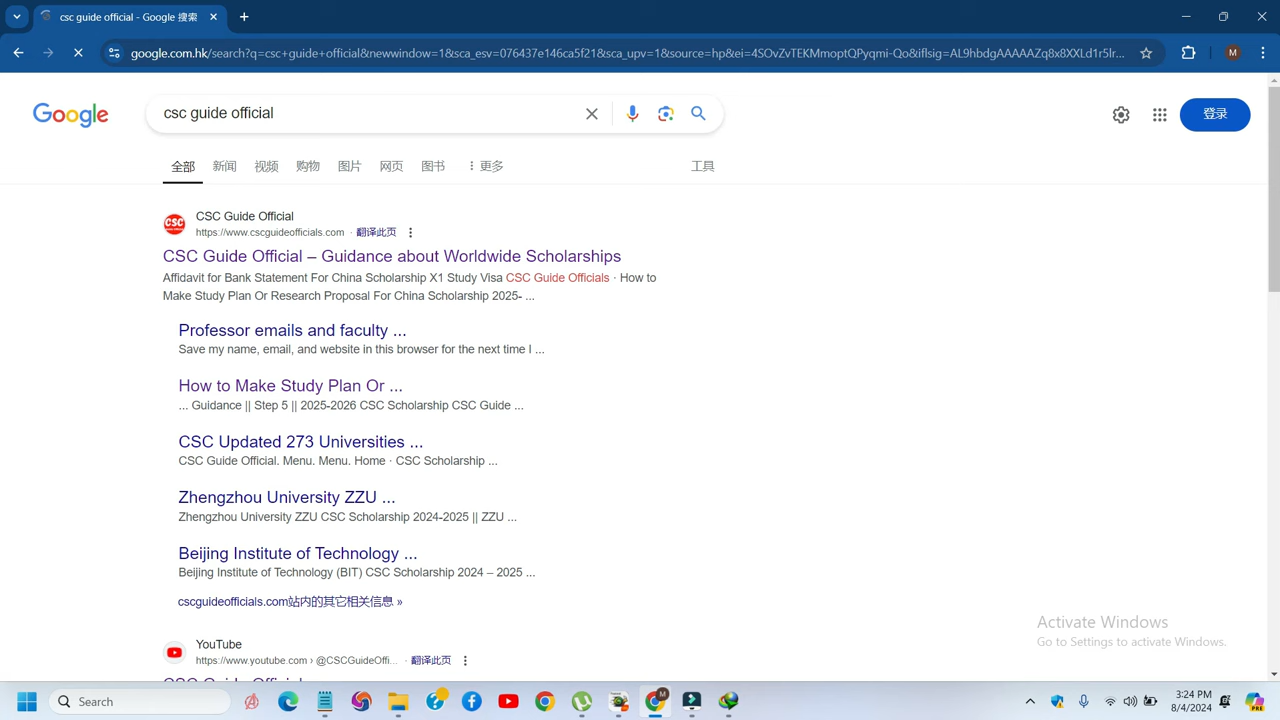 csc guide official - Google 搜索
google.com.hk/search?q=csc+guide+official&newwindow=1&sca_esv=076437e146ca5f21&sca_upv=1&source=hp&ei=4SOvZvTEKMmoptQPyqmi-Qo&iflsig=AL9hbdgAAAAAZq8x8XXLd1r5lr...
M
Google
csc guide official
登录
全部 新闻 视频 购物 图片 网页 图书 更多 工具
CSC
CSC Guide Official
https://www.cscguideofficials.com · 翻译此页
CSC Guide Official – Guidance about Worldwide Scholarships
Affidavit for Bank Statement For China Scholarship X1 Study Visa CSC Guide Officials · How to
Make Study Plan Or Research Proposal For China Scholarship 2025- ...
Professor emails and faculty ...
Save my name, email, and website in this browser for the next time I ...
How to Make Study Plan Or ...
... Guidance || Step 5 || 2025-2026 CSC Scholarship CSC Guide ...
CSC Updated 273 Universities ...
CSC Guide Official. Menu. Menu. Home · CSC Scholarship ...
Zhengzhou University ZZU ...
Zhengzhou University ZZU CSC Scholarship 2024-2025 || ZZU ...
Beijing Institute of Technology ...
Beijing Institute of Technology (BIT) CSC Scholarship 2024 – 2025 ...
cscguideofficials.com站内的其它相关信息 »
Activate Windows
Go to Settings to activate Windows.
YouTube
https://www.youtube.com › @CSCGuideOffi... · 翻译此页
CSC Guide Official
Search
M
3:24 PM
8/4/2024
PRE